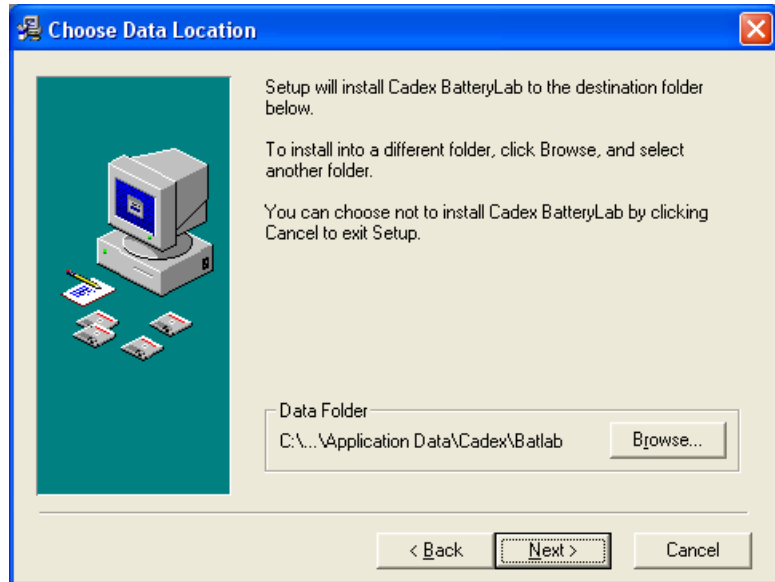 Choose Data Location
Setup will install Cadex BatteryLab to the destination folder
below.
To install into a different folder, click Browse, and select
another folder.
You can choose not to install Cadex BatteryLab by clicking
Cancel to exit Setup.
Data Folder
C:\...\Application Data\Cadex\Batlab
Browse...
< Back
Next >
Cancel